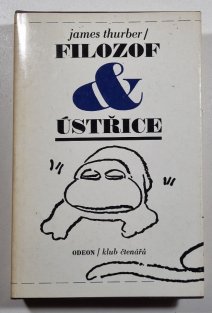 james thurber/
FILOZOF
&
ÚSTŘICE
ODEON / klub čtenářů